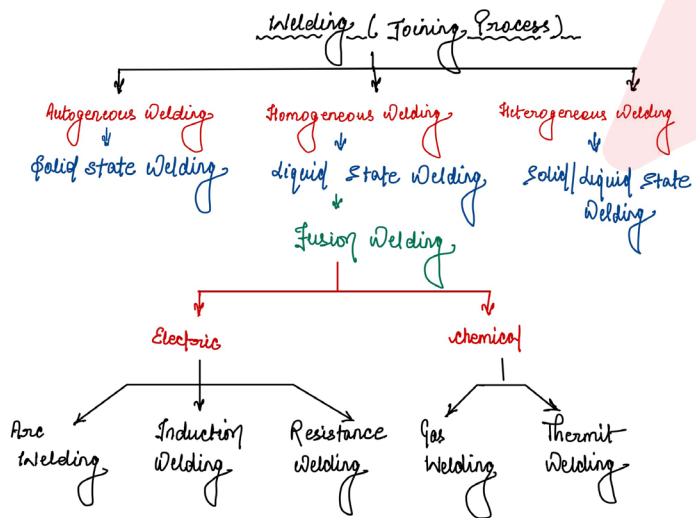 Welding (Joining Process)
Autogeneous Welding
Homogeneous Welding
Heterogeneous Welding
Solid state Welding
Liquid State Welding
Solid/Liquid State
Welding
Fusion Welding
Electric
chemical
Arc
Welding
Induction
Welding
Resistance
Welding
Gas
Welding
Thermit
Welding